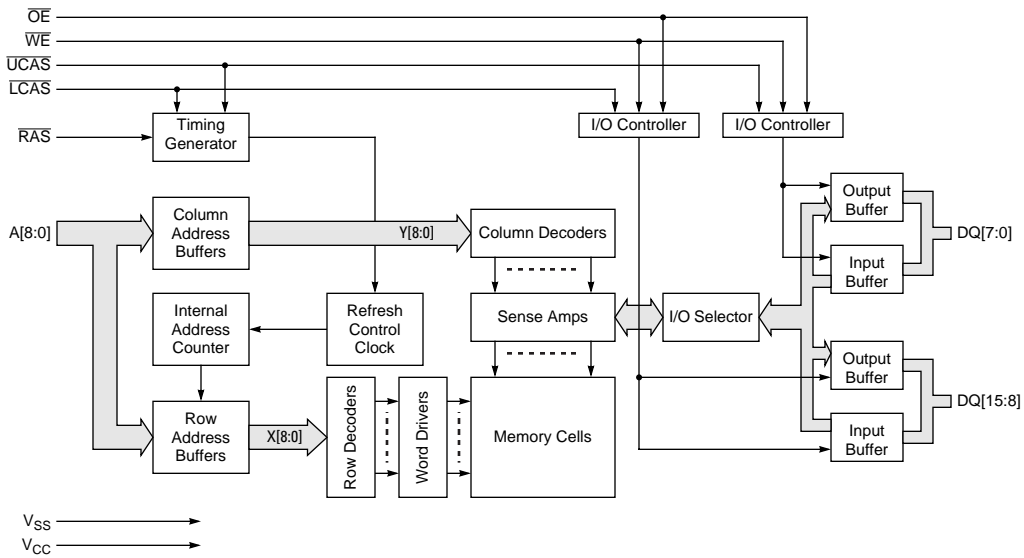 OE
WE
UCAS
LCAS
RAS
Timing
Generator
I/O Controller
I/O Controller
A[8:0]
Column
Address
Buffers
Y[8:0]
Column Decoders
Output
Buffer
DQ[7:0]
Input
Buffer
Internal
Address
Counter
Refresh
Control
Clock
Sense Amps
I/O Selector
Output
Buffer
DQ[15:8]
Input
Buffer
Row
Address
Buffers
X[8:0]
Row Decoders
Word Drivers
Memory Cells
VSS
VCC